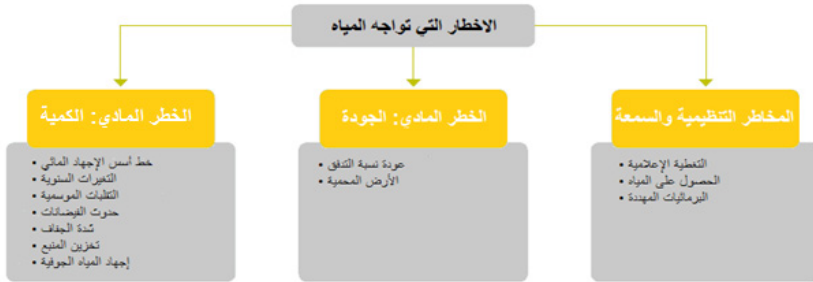 الاخطار التي تواجه المياه
المخاطر التنظيمية والسمعة
• التغطية الإعلامية
• الحصول على المياه
• البرمائيات المهددة
الخطر المادي: الجودة
• عودة نسبة التدفق
• الأرض المحمية
الخطر المادي: الكمية
• خط أسس الإجهاد المائي
• التغيرات السنوية
• التقلبات الموسمية
• حدوث الفيضانات
• شدة الجفاف
• تخزين المنبع
• إجهاد المياه الجوفية